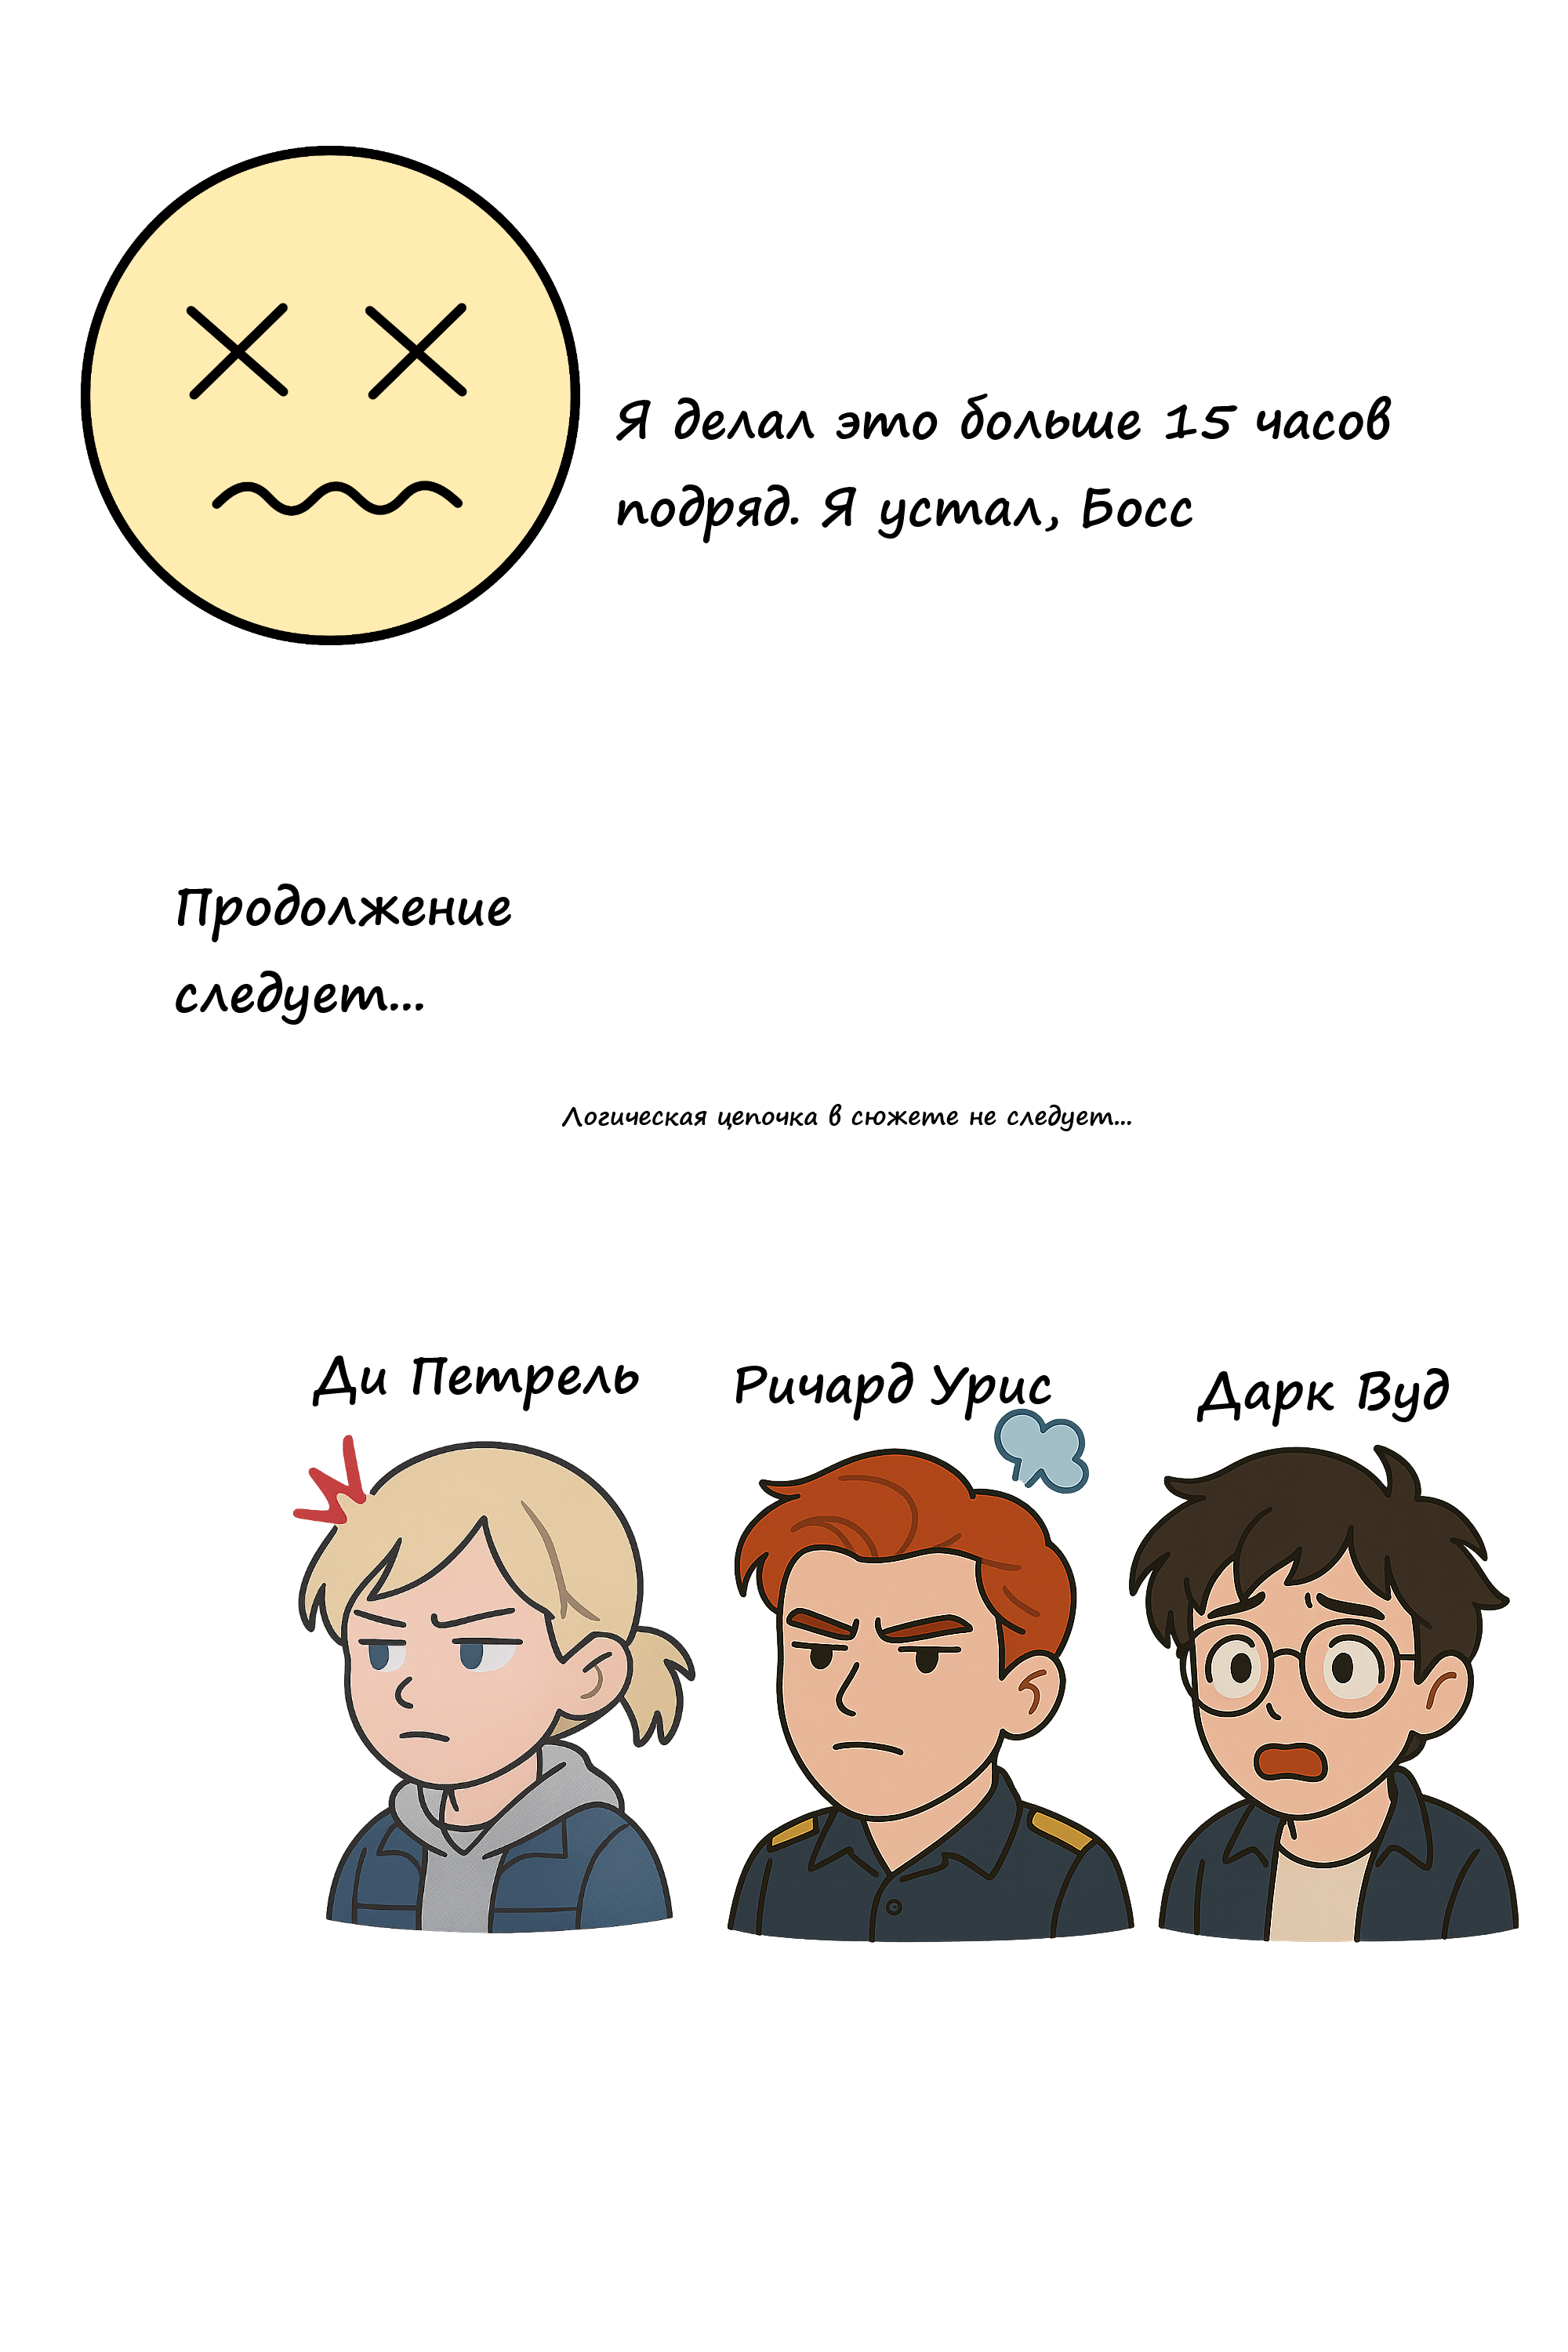 Я делал это больше 15 часов
подряд. Я устал, Босс
Продолжение
следует...
Логическая цепочка в сюжете не следует...
Ди Петрель
Ричард Урис
Дарк Вуд